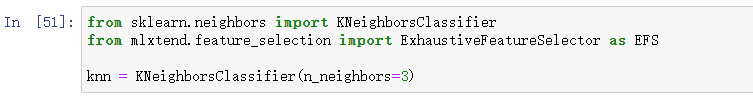 In [51]: from sklearn.neighbors import KNeighborsClassifier
from mlxtend.feature_selection import ExhaustiveFeatureSelector as EFS
knn = KNeighborsClassifier(n_neighbors=3)